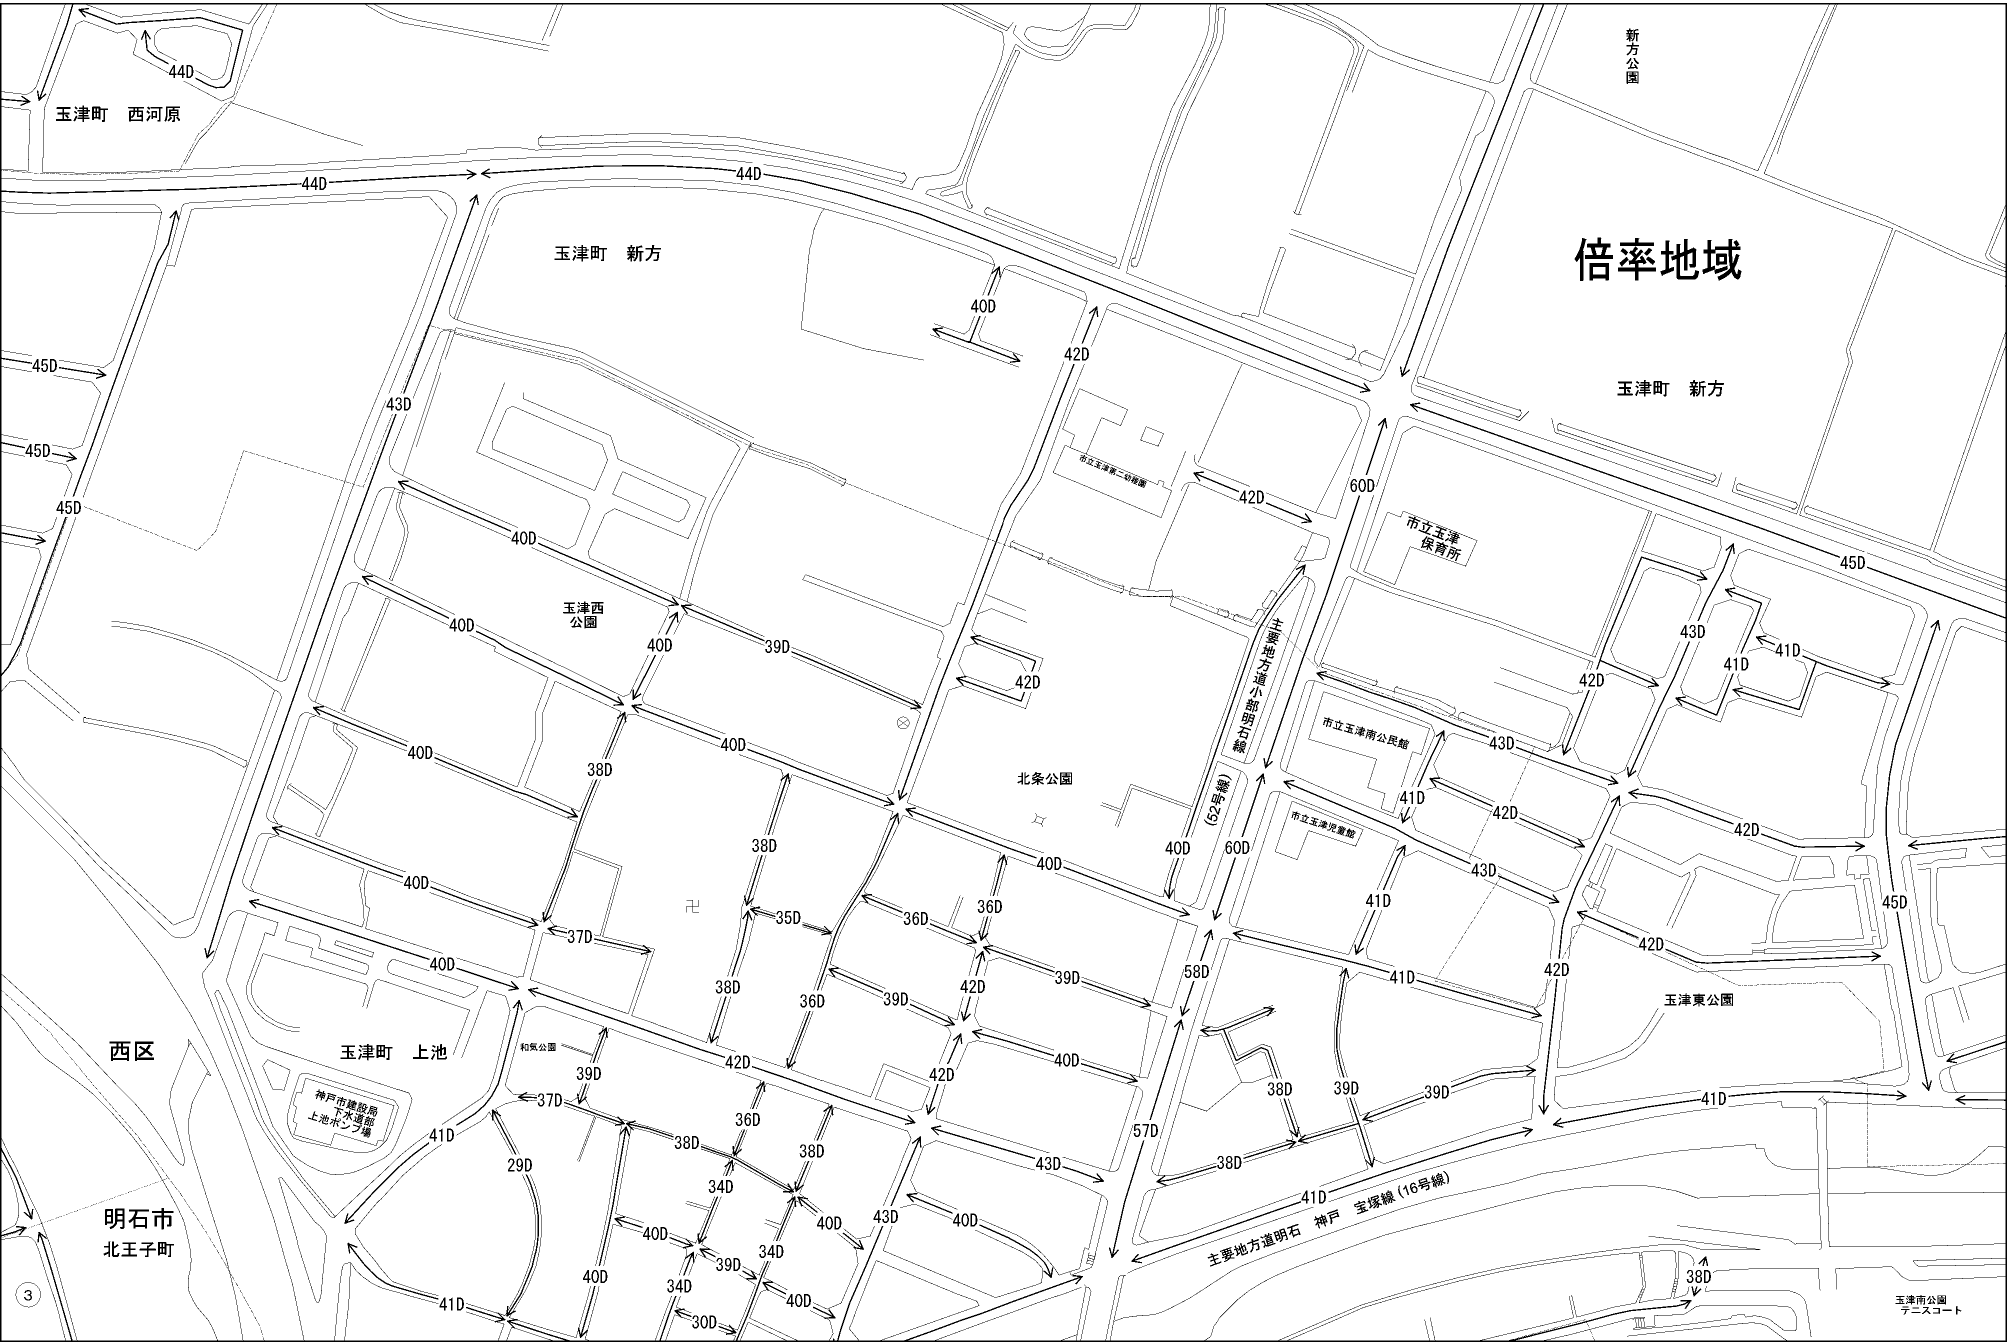 新方公園
44D
玉津町　西河原
44D
44D
玉津町　新方
倍率地域
40D
42D
45D
43D
玉津町　新方
45D
市立玉津第二幼稚園
42D
60D
45D
市立玉津
保育所
40D
45D
玉津西
公園
40D
40D
39D
42D
主要地方道小部明石線
(52号線)
43D
41D
41D
42D
市立玉津南公民館
43D
40D
40D
38D
北条公園
41D
42D
42D
市立玉津児童館
38D
40D
40D
60D
43D
40D
41D
45D
36D
36D
35D
37D
42D
40D
39D
58D
41D
42D
38D
36D
39D
42D
玉津東公園
西区
玉津町　上池
和気公園
42D
40D
39D
42D
38D
39D
39D
神戸市建設局
下水道部
上池ポンプ場
37D
36D
41D
41D
38D
38D
57D
29D
43D
38D
34D
41D
主要地方道明石　神戸　宝塚線(16号線)
明石市
北王子町
40D
40D
43D
40D
34D
39D
40D
34D
38D
3
41D
40D
30D
玉津南公園
テニスコート